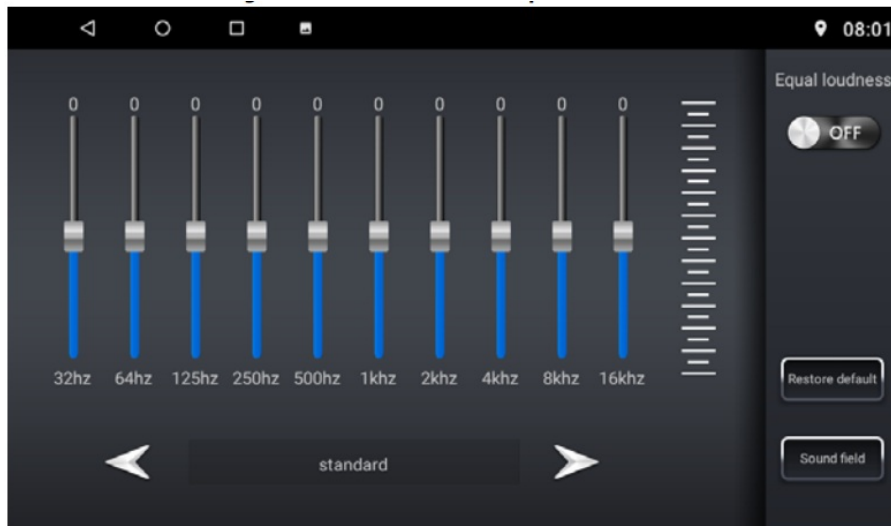 08:01
Equal loudness
0 0 0 0 0 0 0 0 0 0
OFF
32hz 64hz 125hz 250hz 500hz 1khz 2khz 4khz 8khz 16khz
Restore default
standard
Sound field